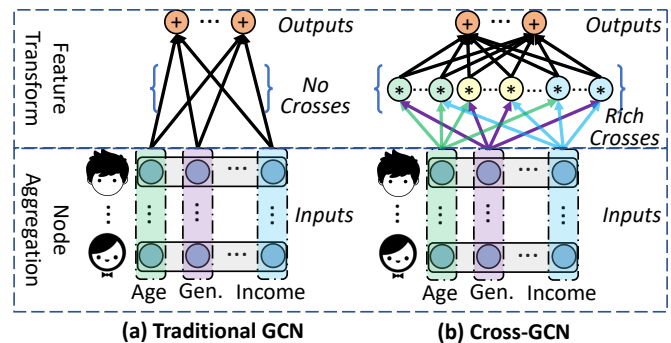 Feature Transform
Node Aggregation
+ ... +
Outputs
No Crosses
Inputs
Age Gen. Income
(a) Traditional GCN
+ ... +
Outputs
* * * * * *
Rich Crosses
Inputs
Age Gen. Income
(b) Cross-GCN